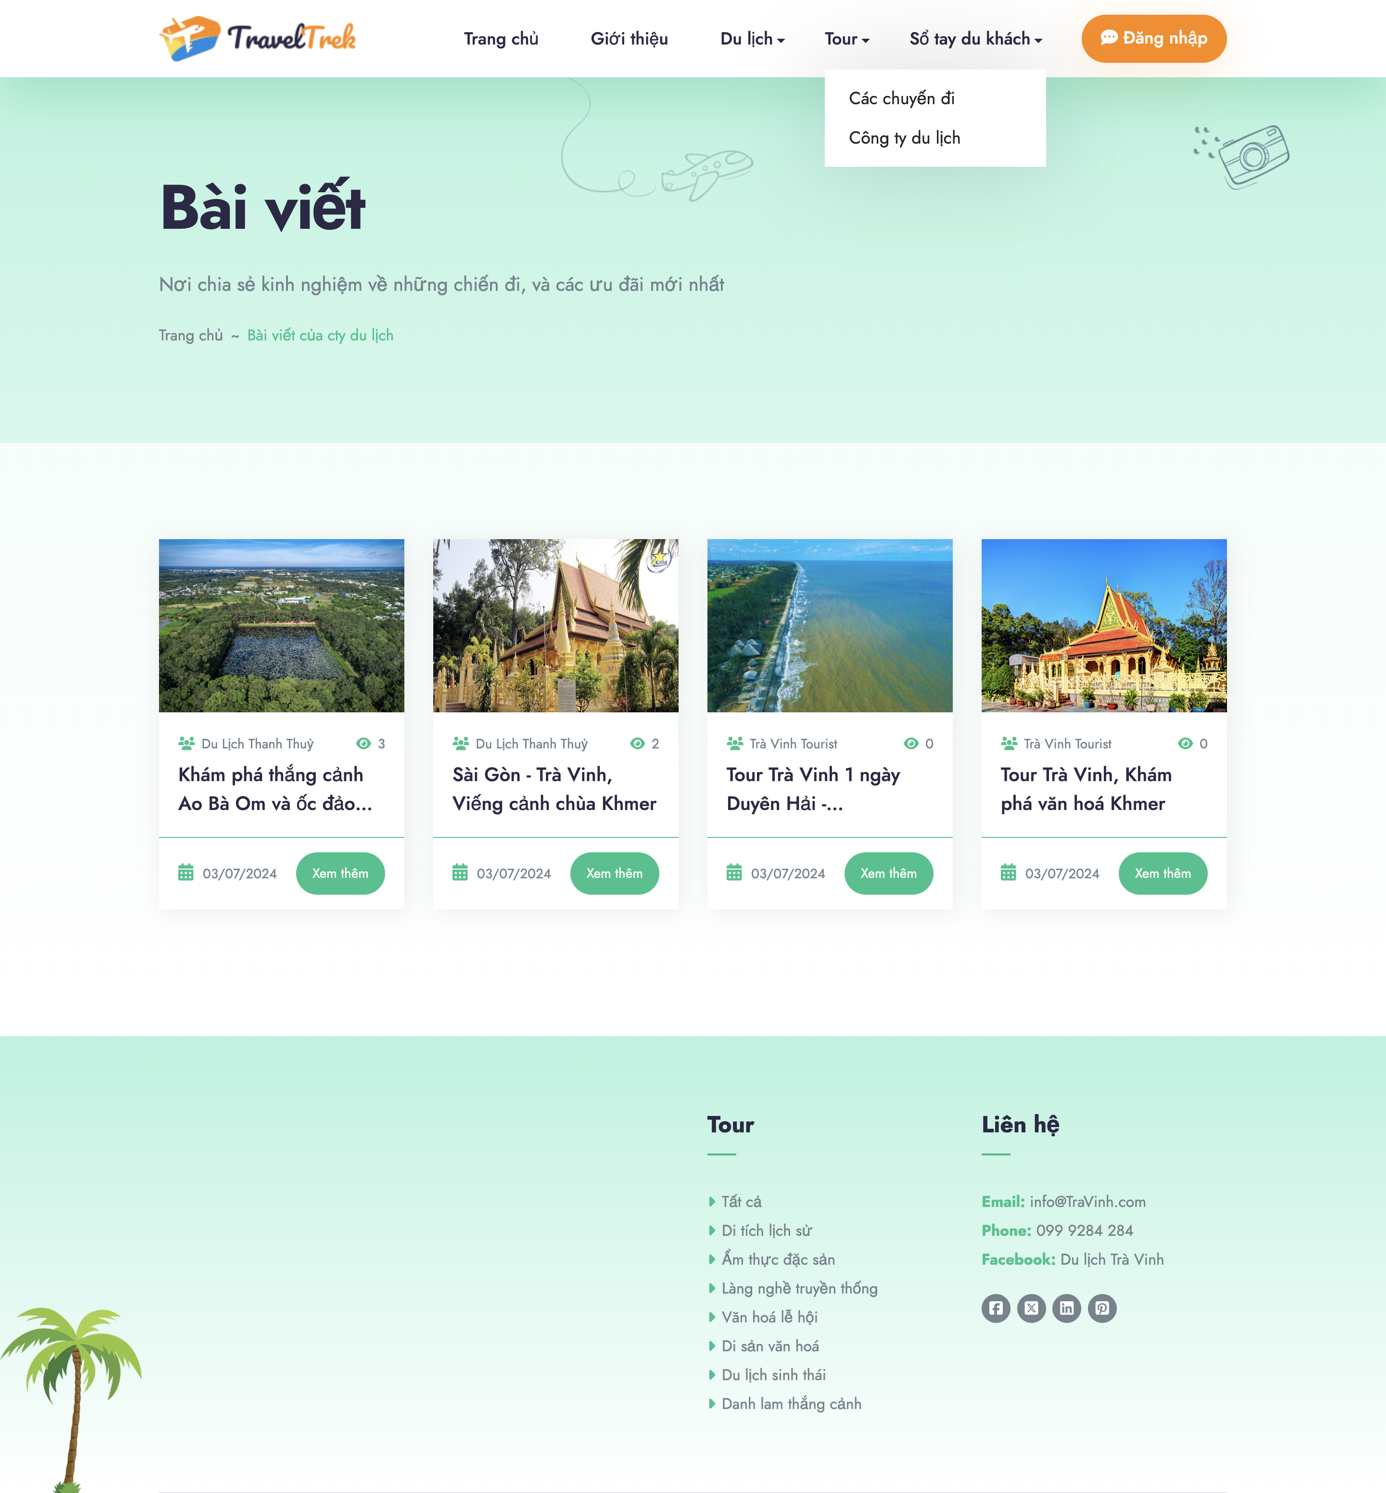 TravelTrek
Trang chủ
Giới thiệu
Du lịch
Tour
Sổ tay du khách
Đăng nhập
Các chuyến đi
Công ty du lịch
Bài viết
Nơi chia sẻ kinh nghiệm về những chiến đi, và các ưu đãi mới nhất
Trang chủ ~ Bài viết của cty du lịch
Du Lịch Thanh Thuỷ 3
Khám phá thắng cảnh
Ao Bà Om và ốc đảo...
03/07/2024 Xem thêm
Du Lịch Thanh Thuỷ 2
Sài Gòn - Trà Vinh,
Viếng cảnh chùa Khmer
03/07/2024 Xem thêm
Trà Vinh Tourist 0
Tour Trà Vinh 1 ngày
Duyên Hải -...
03/07/2024 Xem thêm
Trà Vinh Tourist 0
Tour Trà Vinh, Khám
phá văn hoá Khmer
03/07/2024 Xem thêm
Tour
Tất cả
Di tích lịch sử
Ẩm thực đặc sản
Làng nghề truyền thống
Văn hoá lễ hội
Di sản văn hoá
Du lịch sinh thái
Danh lam thắng cảnh
Liên hệ
Email: info@TraVinh.com
Phone: 099 9284 284
Facebook: Du lịch Trà Vinh